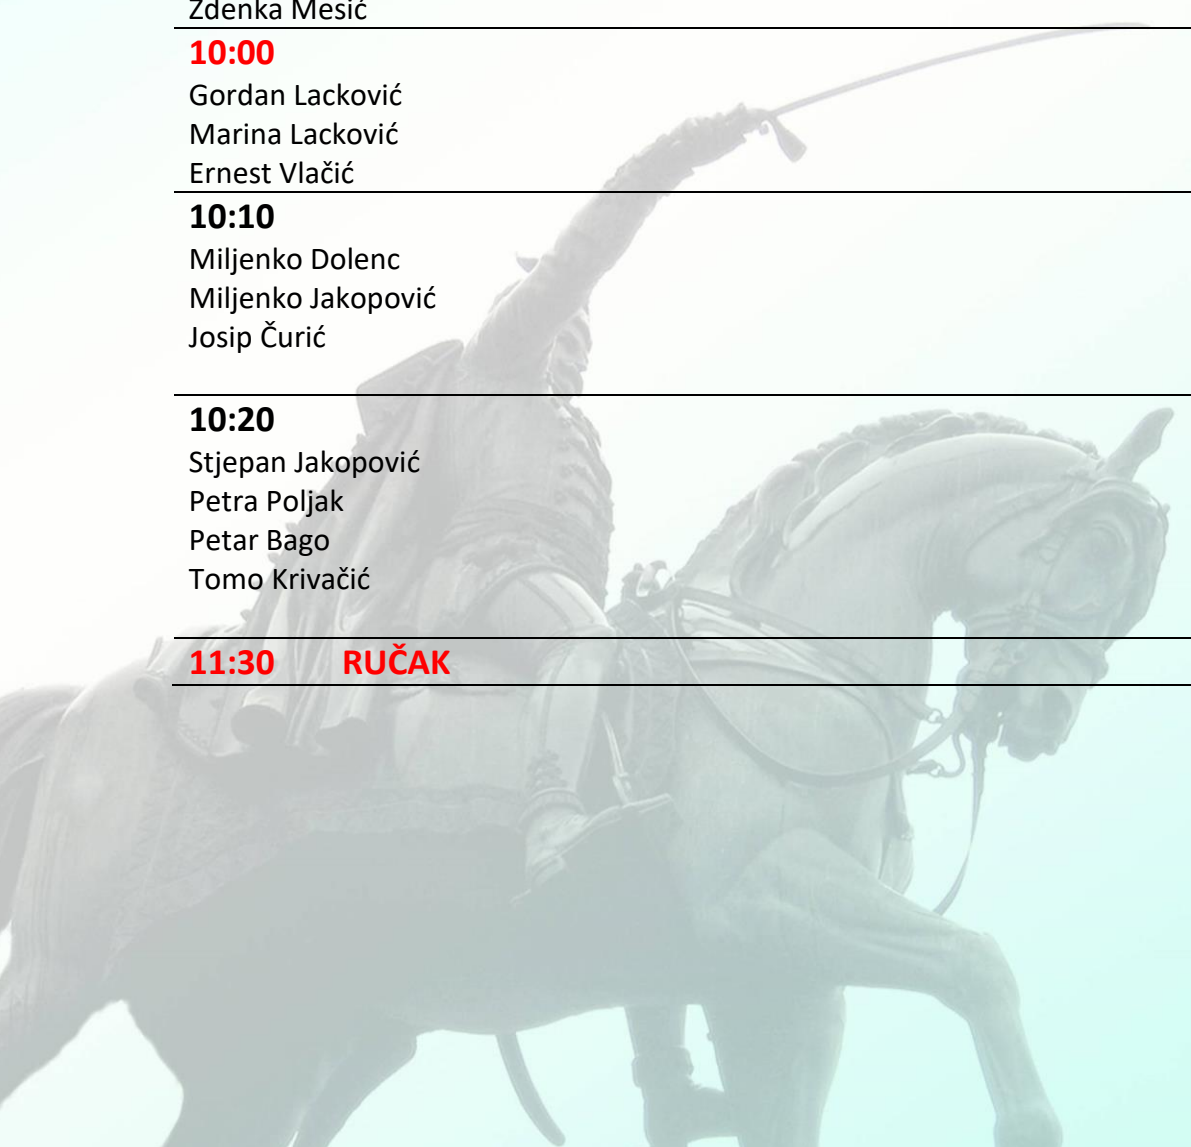 Zdenka Mesić
10:00
Gordan Lacković
Marina Lacković
Ernest Vlačić
10:10
Miljenko Dolenc
Miljenko Jakopović
Josip Čurić
10:20
Stjepan Jakopović
Petra Poljak
Petar Bago
Tomo Krivačić
11:30 RUČAK